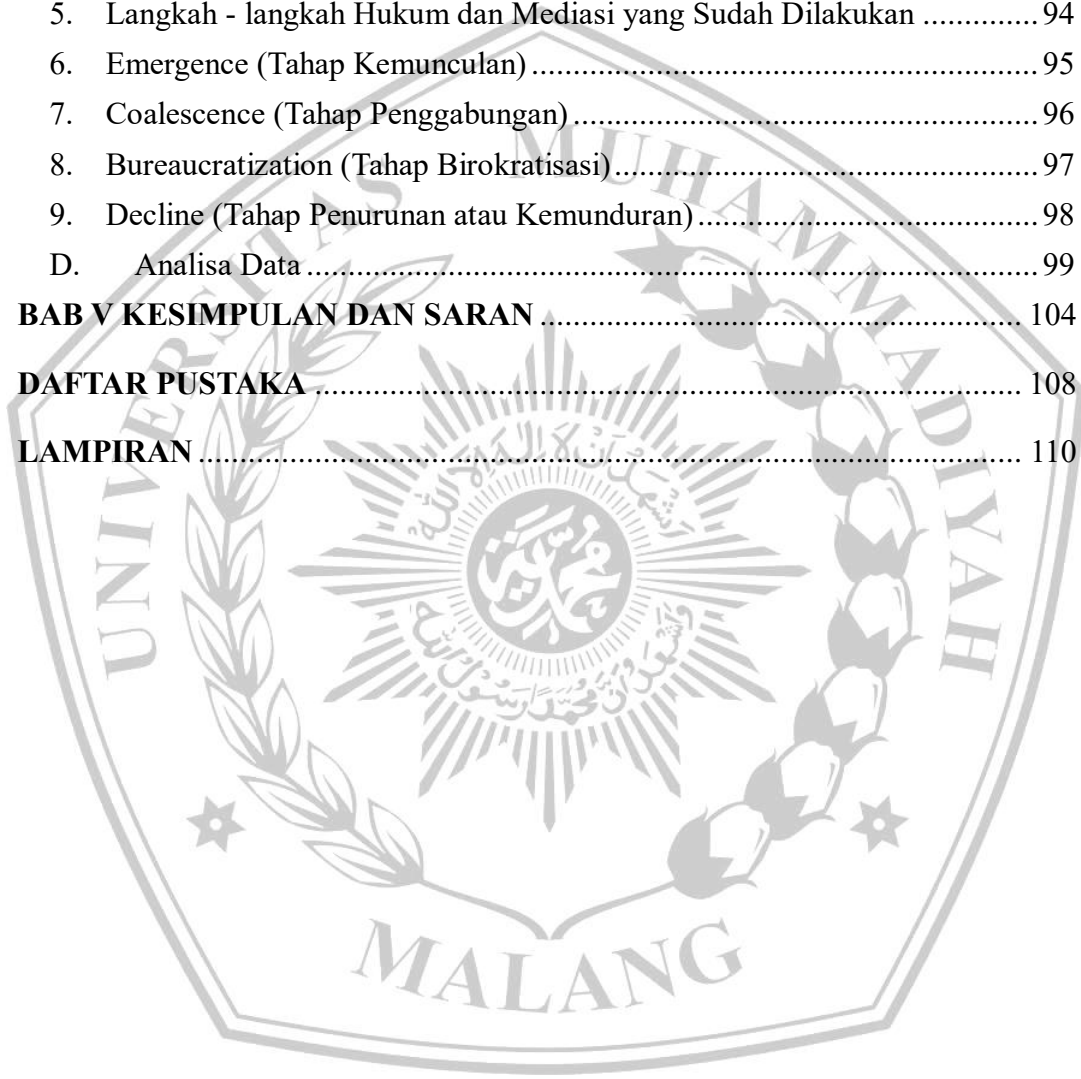 5. Langkah - langkah Hukum dan Mediasi yang Sudah Dilakukan .............. 94
6. Emergence (Tahap Kemunculan) .................................................... 95
7. Coalescence (Tahap Penggabungan) ............................................... 96
8. Bureaucratization (Tahap Birokratisasi) ........................................... 97
9. Decline (Tahap Penurunan atau Kemunduran) .................................. 98
D. Analisa Data ............................................................................ 99
BAB V KESIMPULAN DAN SARAN .................................................. 104
DAFTAR PUSTAKA ......................................................................... 108
LAMPIRAN ..................................................................................... 110
UNIVERSITAS MUHAMMADIYAH
MALANG